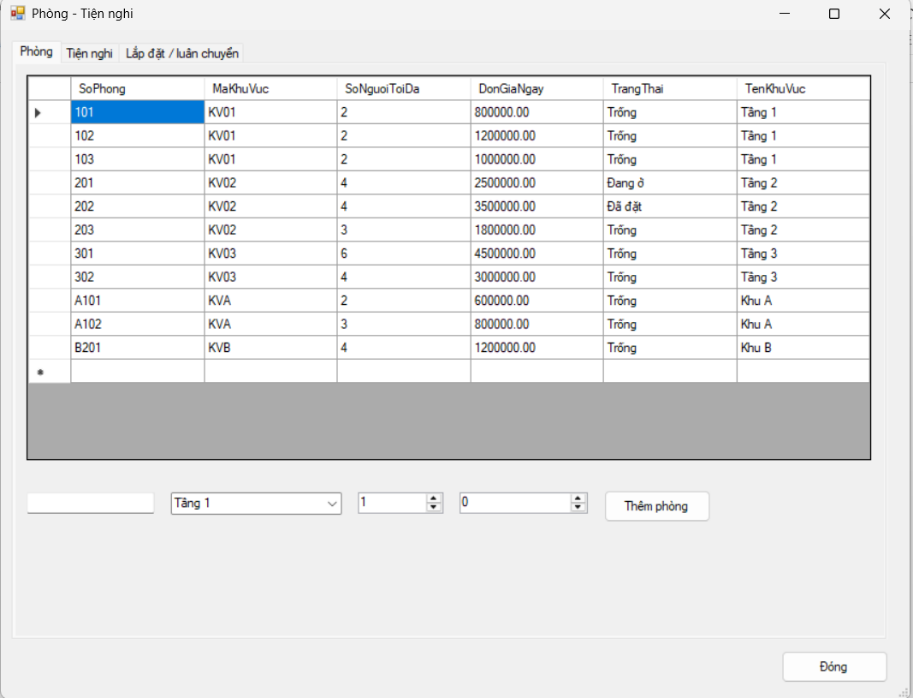 Phòng - Tiện nghi
Phòng Tiện nghi Lắp đặt / luân chuyển
SoPhong MaKhuVuc SoNguoiToiDa DonGiaNgay TrangThai TenKhuVuc
101 KV01 2 800000.00 Trống Tầng 1
102 KV01 2 1200000.00 Trống Tầng 1
103 KV01 2 1000000.00 Trống Tầng 1
201 KV02 4 2500000.00 Đang ở Tầng 2
202 KV02 4 3500000.00 Đã đặt Tầng 2
203 KV02 3 1800000.00 Trống Tầng 2
301 KV03 6 4500000.00 Trống Tầng 3
302 KV03 4 3000000.00 Trống Tầng 3
A101 KVA 2 600000.00 Trống Khu A
A102 KVA 3 800000.00 Trống Khu A
B201 KVB 4 1200000.00 Trống Khu B
Tầng 1 1 0 Thêm phòng
Đóng